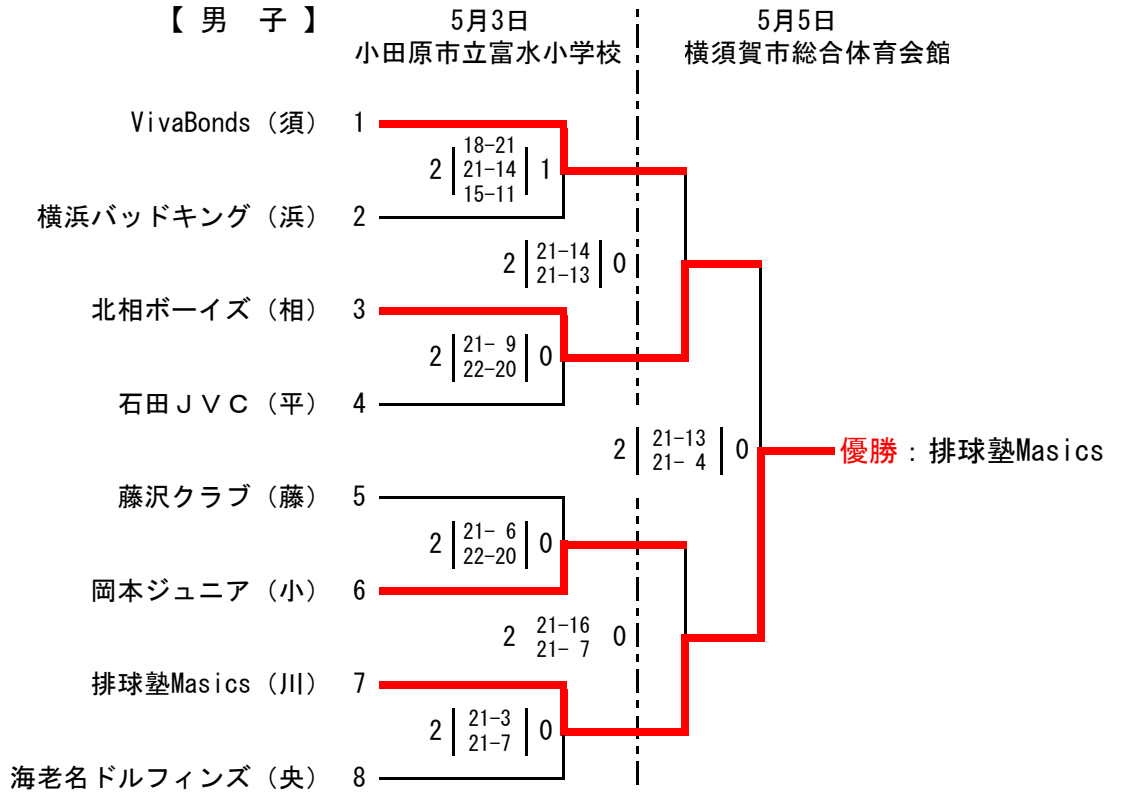 【 男 子 】
5月3日
小田原市立富水小学校
5月5日
横須賀市総合体育会館
VivaBonds（須） 1
2 18-21 1
21-14
15-11
横浜バッドキング（浜） 2
2 21-14 0
21-13
北相ボーイズ（相） 3
2 21- 9 0
22-20
石田ＪＶＣ（平） 4
2 21-13 0
21- 4
優勝：排球塾Masics
藤沢クラブ（藤） 5
2 21- 6 0
22-20
岡本ジュニア（小） 6
2 21-16 0
21- 7
排球塾Masics（川） 7
2 21-3 0
21-7
海老名ドルフィンズ（央） 8